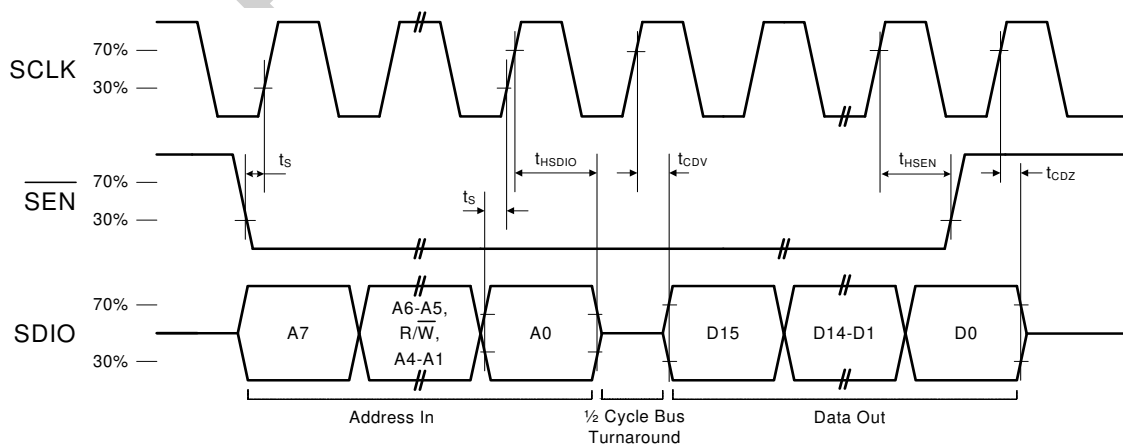 SCLK
70%
30%
SEN
70%
30%
tS
tHSDIO
tCDV
tHSEN
tCDZ
tS
SDIO
70%
30%
A7
A6-A5,
R/W,
A4-A1
A0
D15
D14-D1
D0
Address In
½ Cycle Bus
Turnaround
Data Out